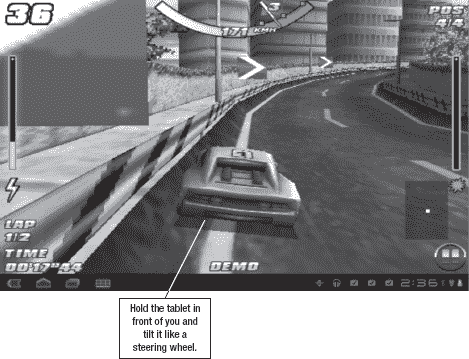 36
3
171 KMH
POS
4/4
LAP
1/2
TIME
00'17"44
DEMO
2:36
Hold the tablet in
front of you and
tilt it like a
steering wheel.